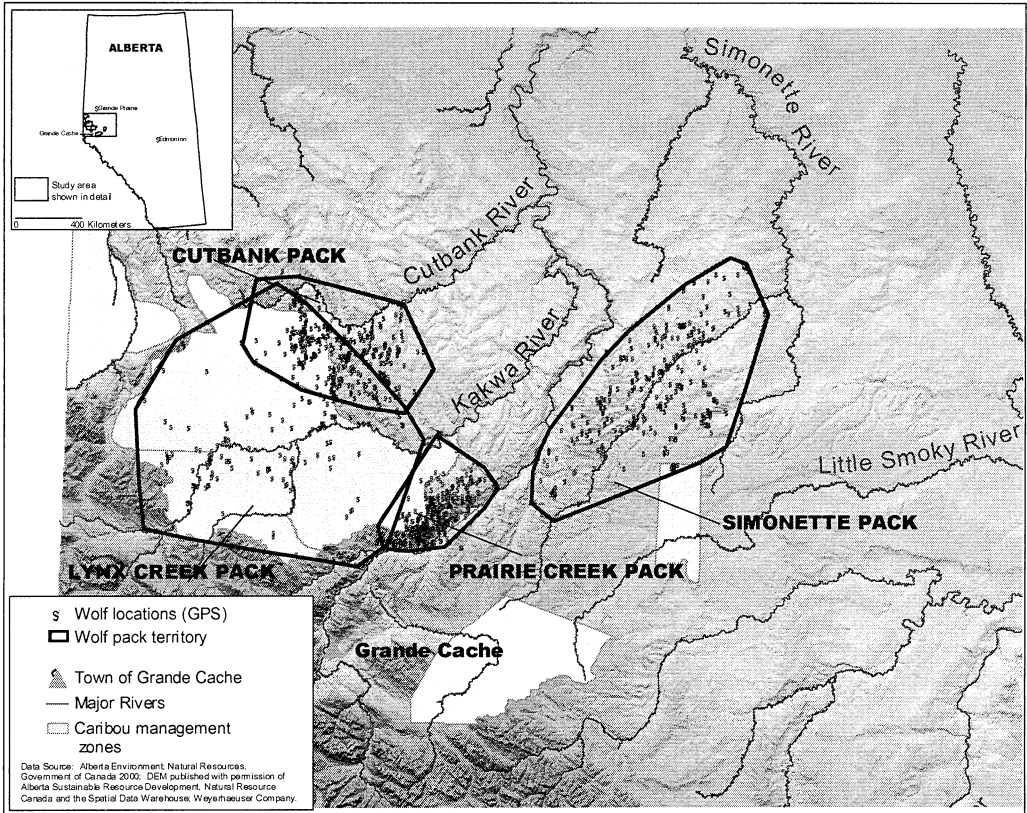 ALBERTA
Grande Prairie
Grande Cache
Edmonton
Study area
shown in detail
0 400 Kilometers
Simonette River
CUTBANK PACK
Cutbank River
Kakwa River
Little Smoky River
SIMONETTE PACK
LYNX CREEK PACK
PRAIRIE CREEK PACK
Grande Cache
Wolf locations (GPS)
Wolf pack territory
Town of Grande Cache
Major Rivers
Caribou management
zones
Data Source: Alberta Environment; Natural Resources,
Government of Canada 2000; DEM published with permission of
Alberta Sustainable Resource Development, Natural Resource
Canada and the Spatial Data Warehouse; Weyerhaeuser Company.